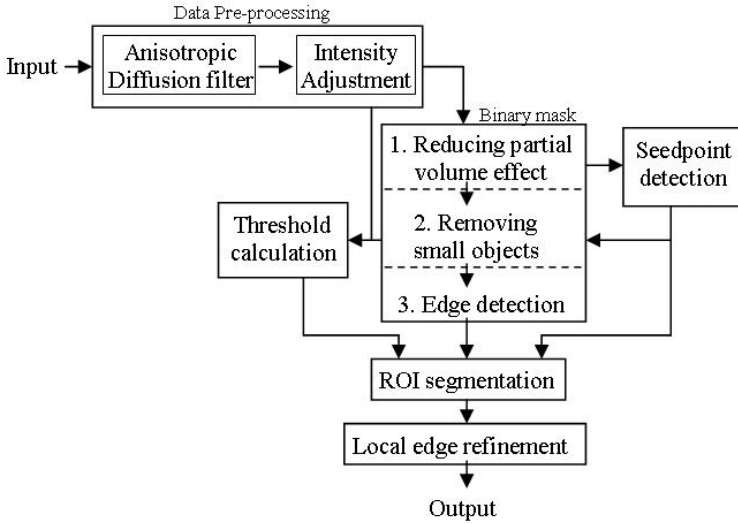 Data Pre-processing
Input
Anisotropic
Diffusion filter
Intensity
Adjustment
Binary mask
1. Reducing partial
volume effect
Seedpoint
detection
Threshold
calculation
2. Removing
small objects
3. Edge detection
ROI segmentation
Local edge refinement
Output